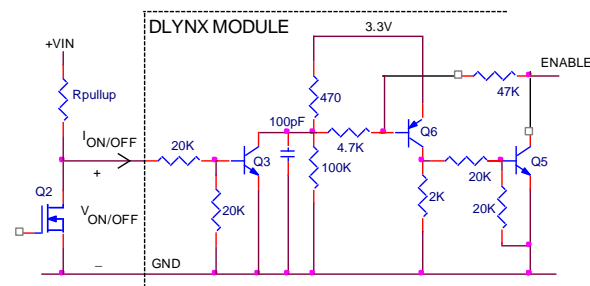 DLYNX MODULE
+VIN
3.3V
ENABLE
Rpullup
470
47K
I ON/OFF
100pF
Q6
20K
Q3
4.7K
Q5
+
100K
20K
Q2
V ON/OFF
20K
2K
20K
–
GND